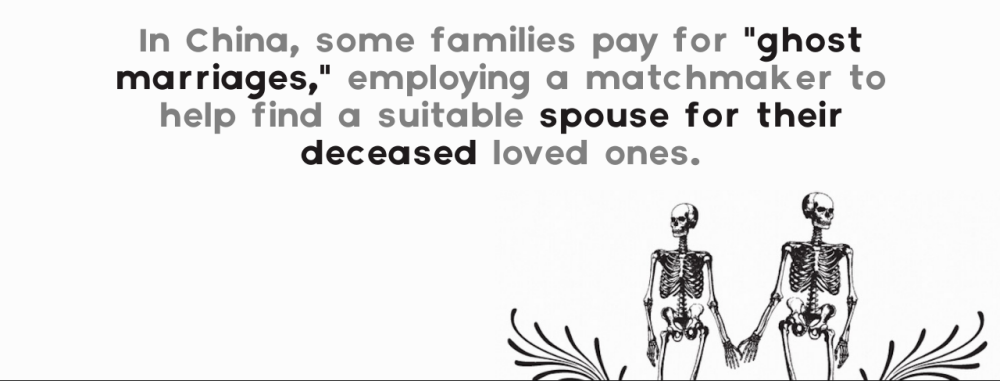 In China, some families pay for "ghost
marriages," employing a matchmaker to
help find a suitable spouse for their
deceased loved ones.